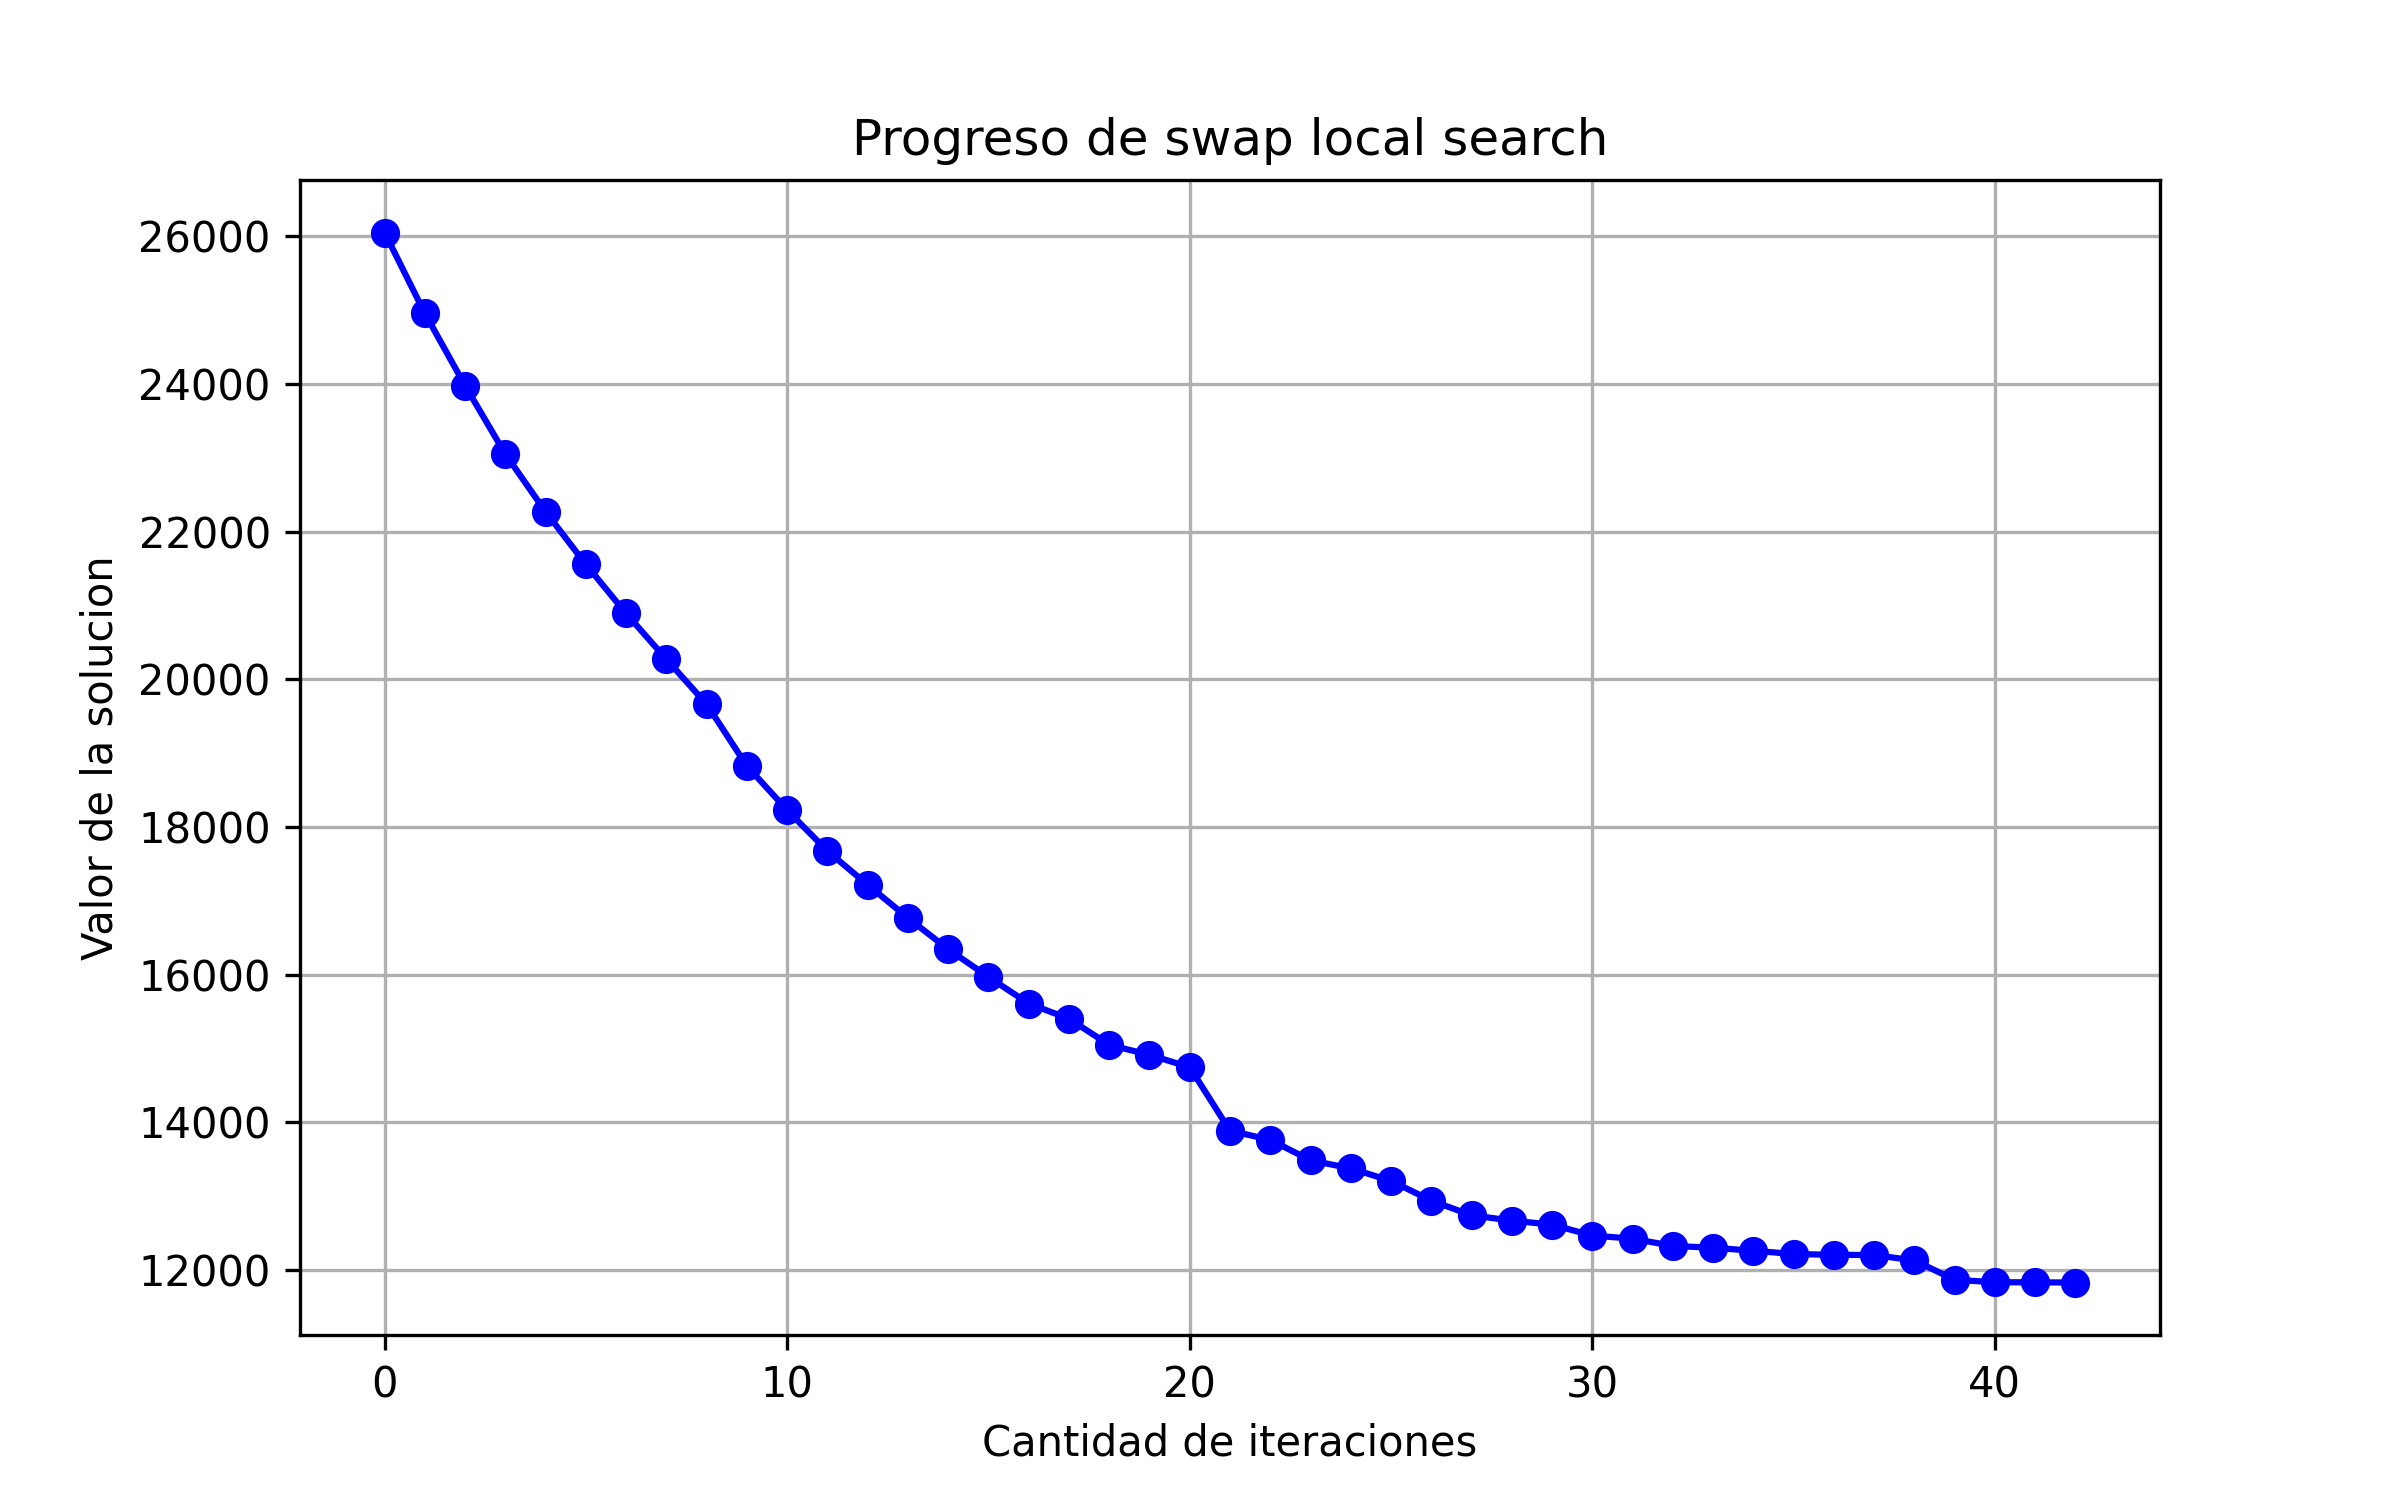 Progreso de swap local search
Valor de la solucion
26000
24000
22000
20000
18000
16000
14000
12000
0 10 20 30 40
Cantidad de iteraciones